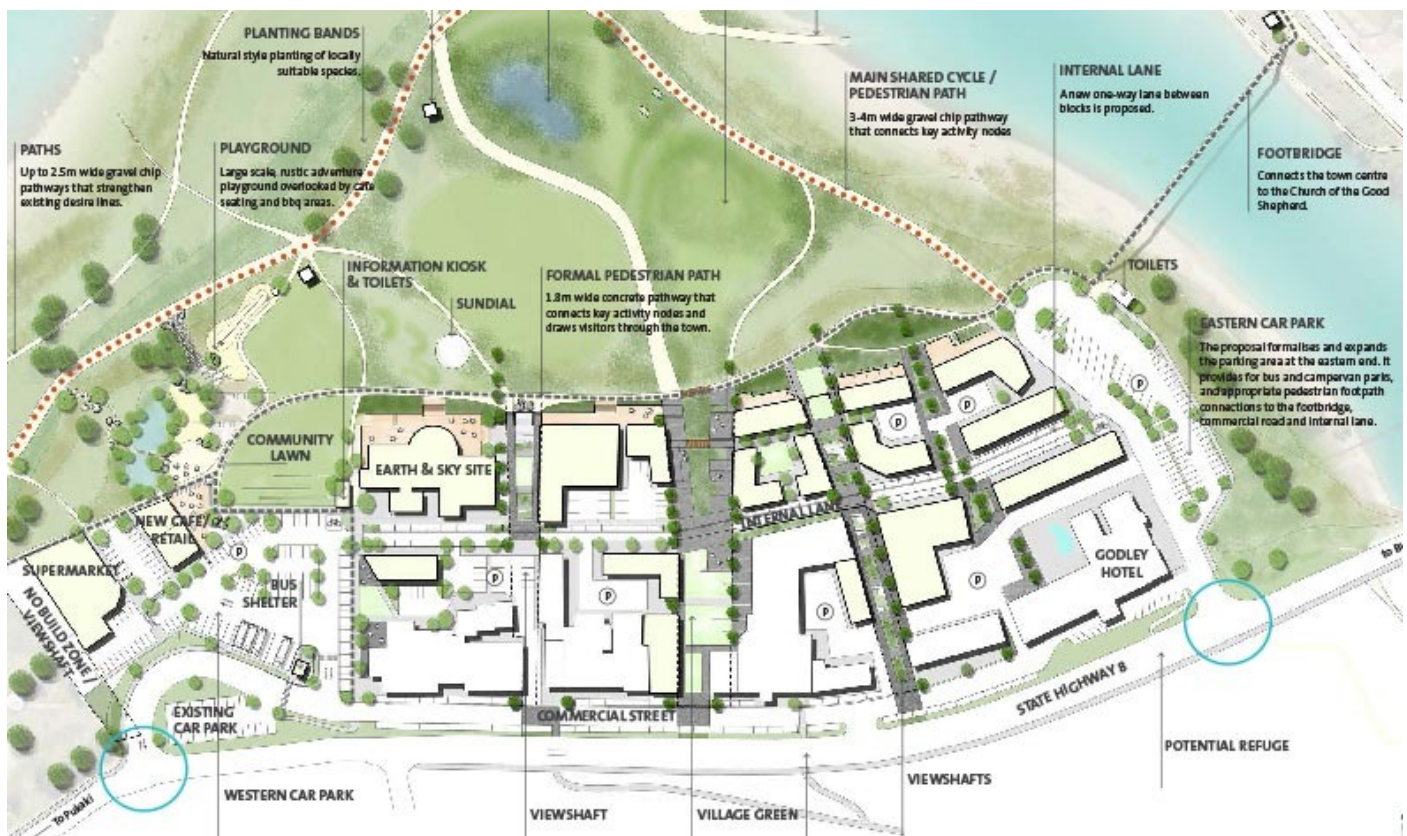 PLANTING BANDS
Natural style planting of locally
suitable species.
PATHS
Up to 2.5m wide gravel chip
pathways that strengthen
existing desire lines.
PLAYGROUND
Large scale, rustic adventure
playground overlooked by cafe
seating and bbq areas.
MAIN SHARED CYCLE /
PEDESTRIAN PATH
3-4m wide gravel chip pathway
that connects key activity nodes
INTERNAL LANE
A new one-way lane between
blocks is proposed.
FOOTBRIDGE
Connects the town centre
to the Church of the Good
Shepherd.
INFORMATION KIOSK
& TOILETS
SUNDIAL
FORMAL PEDESTRIAN PATH
1.8m wide concrete pathway that
connects key activity nodes and
draws visitors through the town.
TOILETS
EASTERN CAR PARK
The proposal formalises and expands
the parking area at the eastern end. It
provides for bus and campervan parks,
and appropriate pedestrian footpath
connections to the footbridge,
commercial road and internal lane.
P
P
P
COMMUNITY
LAWN
EARTH & SKY SITE
NEW CAFE/
RETAIL
P
SUPERMARKET
BUS
SHELTER
P
P
INTERNAL LANE
P
P
GODLEY
HOTEL
NO BUILD ZONE /
VIEWSHAFT
EXISTING
CAR PARK
COMMERCIAL STREET
STATE HIGHWAY 8
POTENTIAL REFUGE
To Pukaki
WESTERN CAR PARK
VIEWSHAFT
VILLAGE GREEN
VIEWSHAFTS